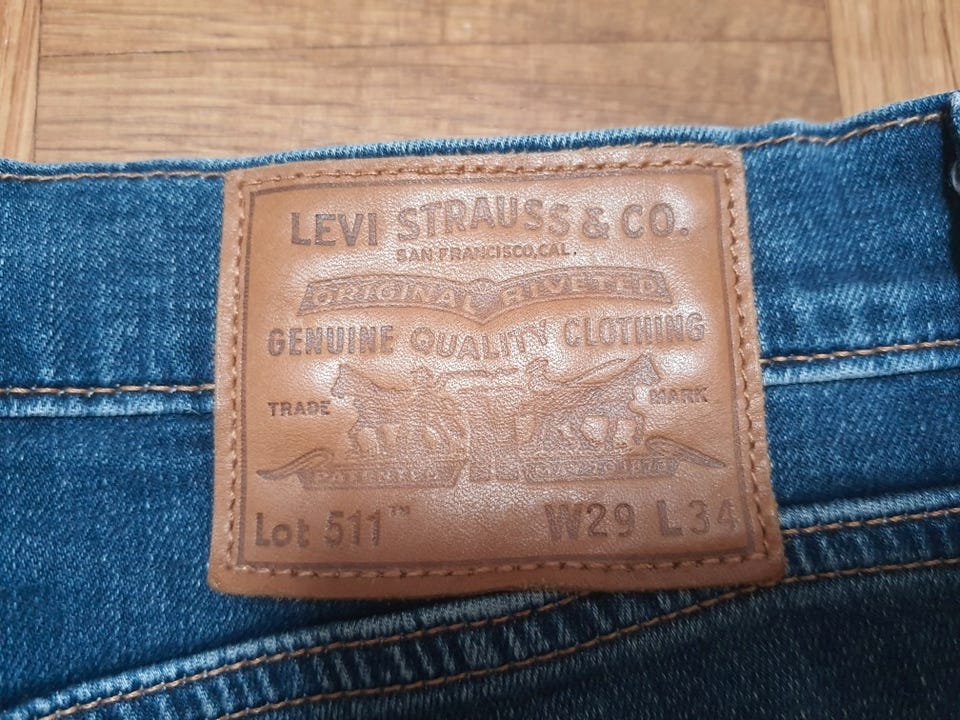 LEVI STRAUSS & CO.
SAN FRANCISCO, CAL.
ORIGINAL RIVETED
GENUINE QUALITY CLOTHING
TRADE MARK
Lot 511™ W29 L34